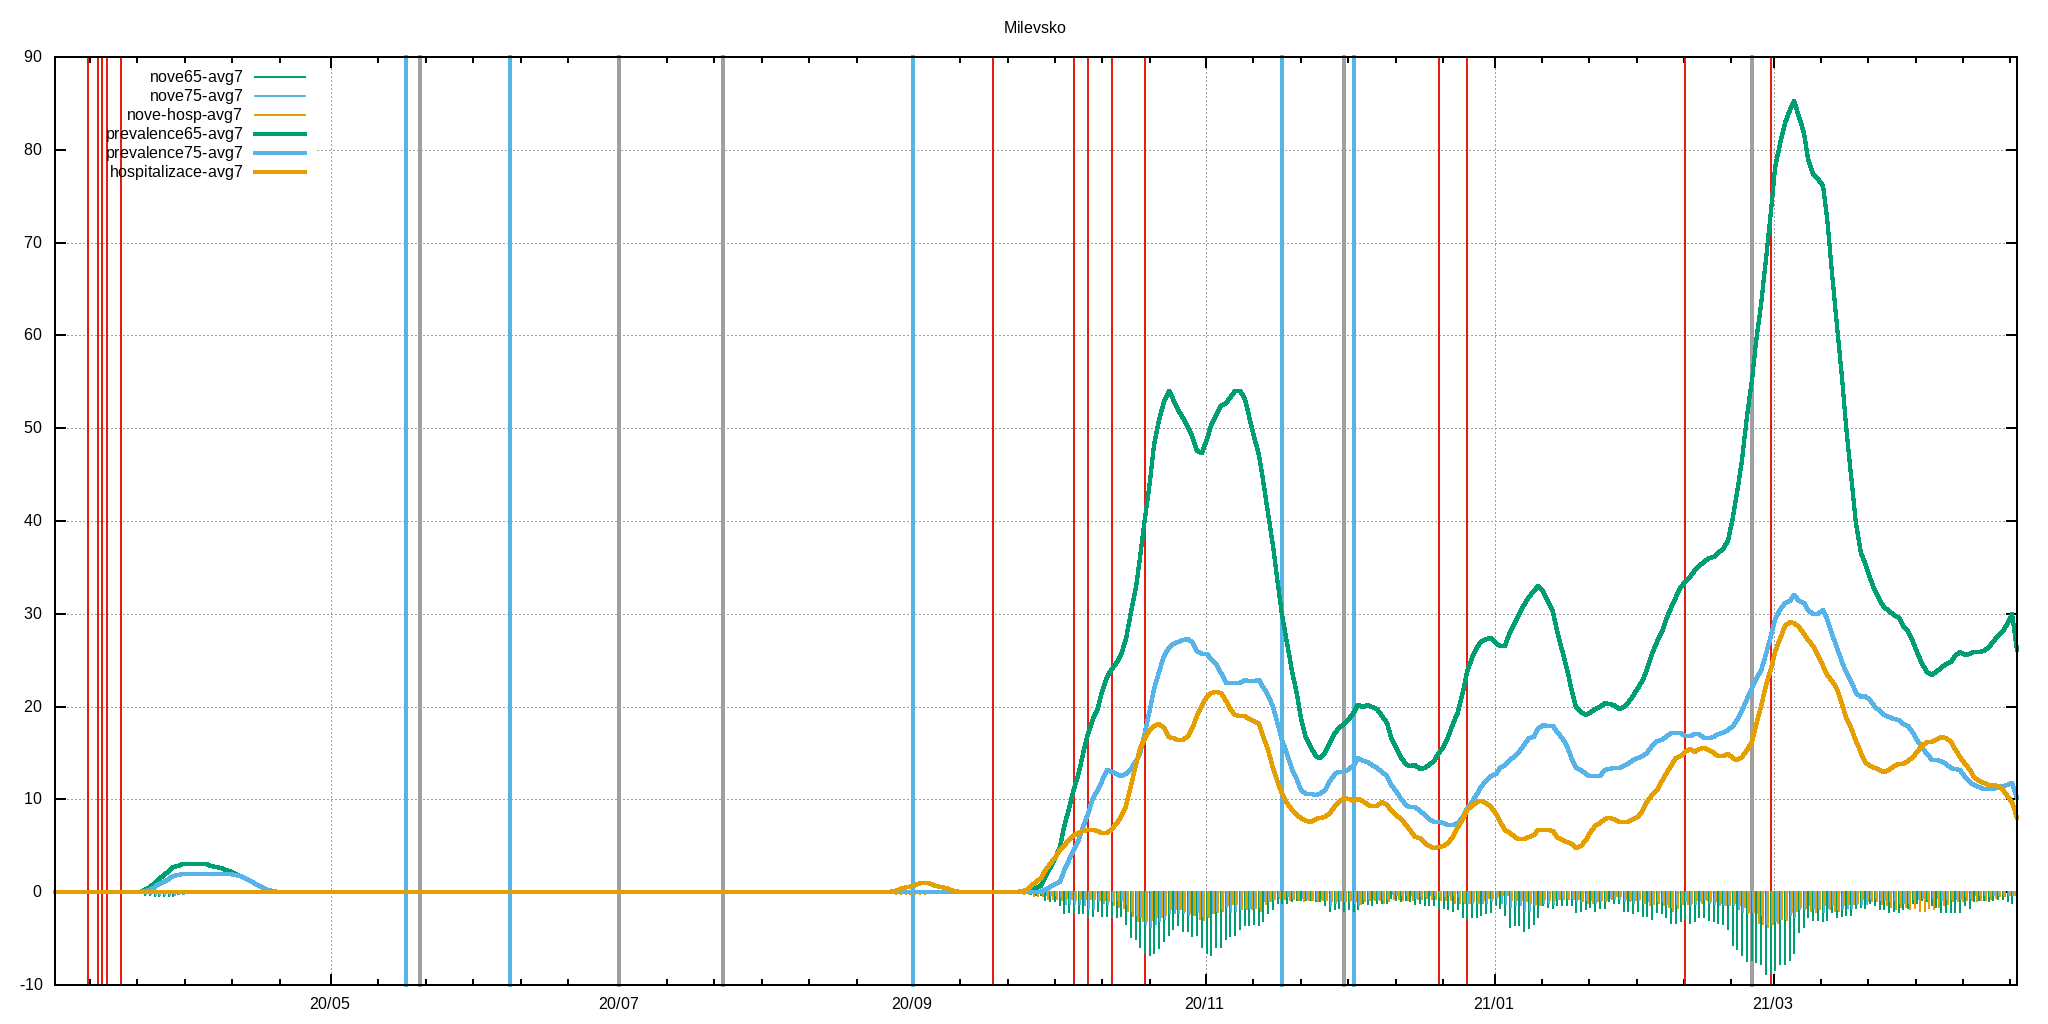 Milevsko
90
nove65-avg7
nove75-avg7
nove-hosp-avg7
prevalence65-avg7
prevalence75-avg7
hospitalizace-avg7
80
70
60
50
40
30
20
10
0
-10
20/05 20/07 20/09 20/11 21/01 21/03